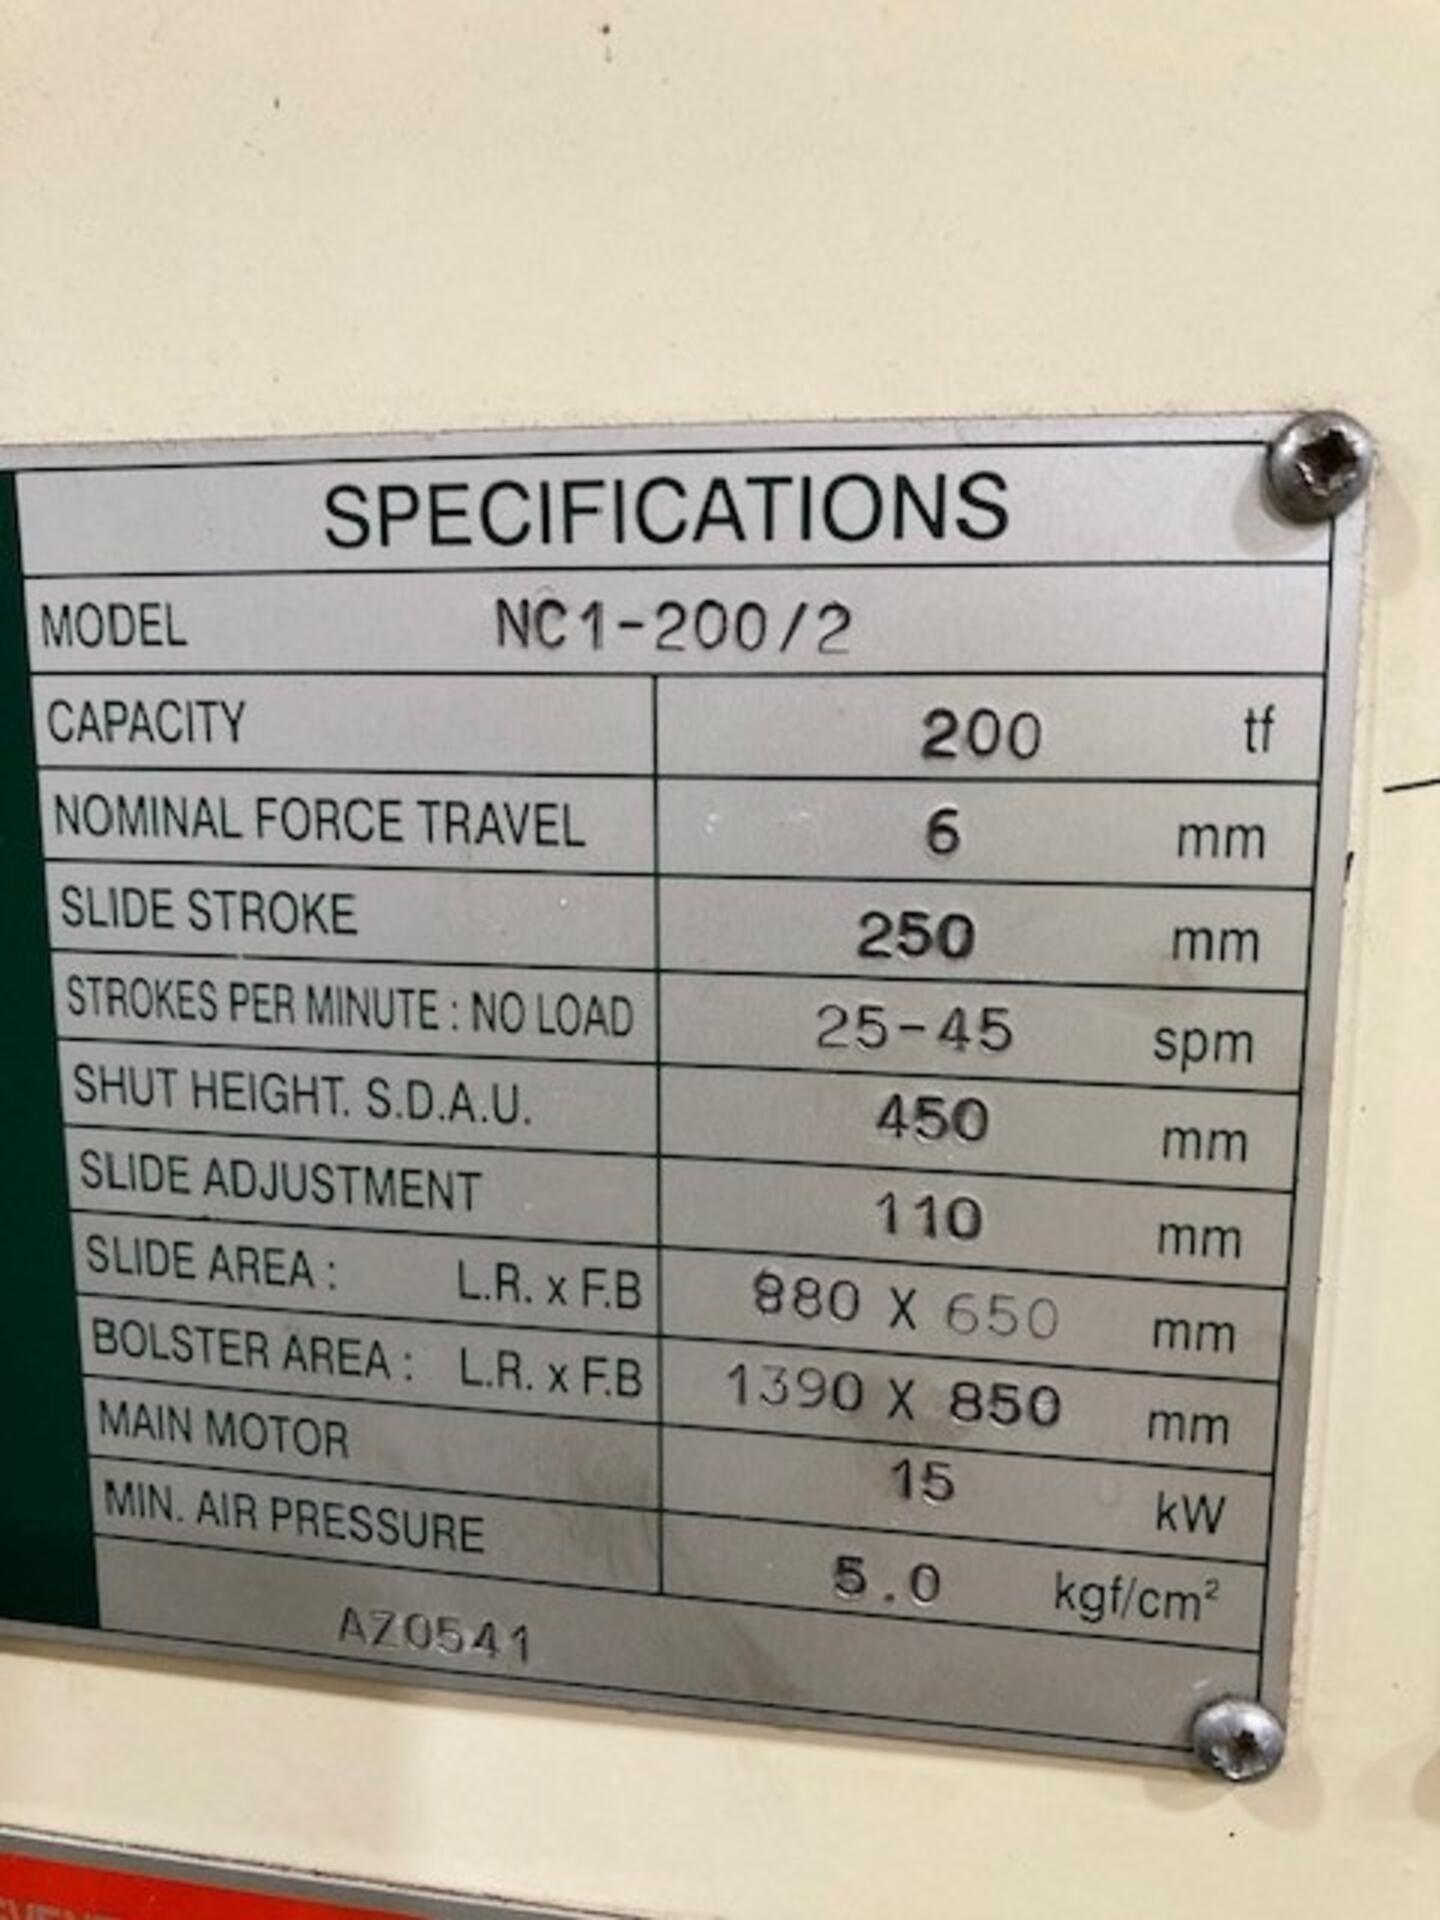 SPECIFICATIONS
MODEL NC1-200/2
CAPACITY 200 tf
NOMINAL FORCE TRAVEL 6 mm
SLIDE STROKE 250 mm
STROKES PER MINUTE : NO LOAD 25-45 spm
SHUT HEIGHT. S.D.A.U. 450 mm
SLIDE ADJUSTMENT 110 mm
SLIDE AREA : L.R. x F.B 880 X 650 mm
BOLSTER AREA : L.R. x F.B 1390 X 850 mm
MAIN MOTOR 15 kW
MIN. AIR PRESSURE 5.0 kgf/cm²
AZ0541